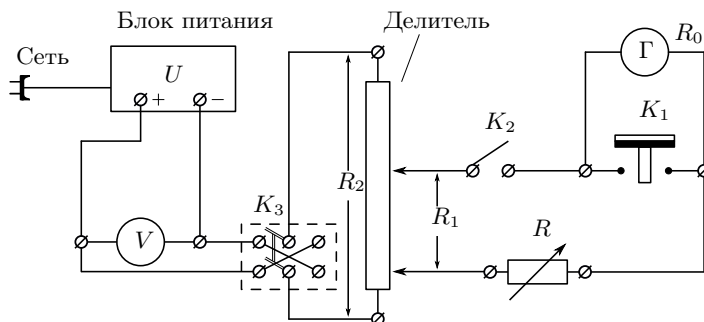 Блок питания
Делитель
Сеть
U
+ −
Г
R0
K1
K2
R2
R1
K3
V
R